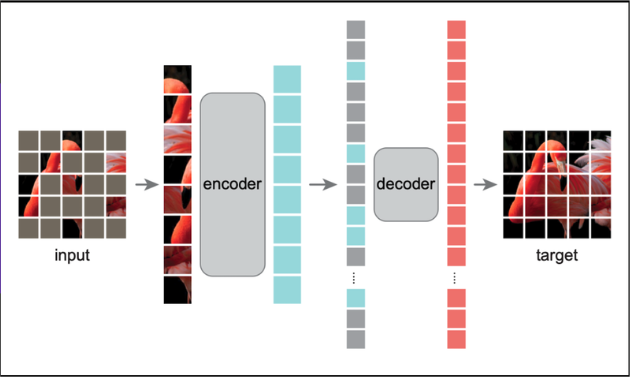 input
encoder
decoder
target